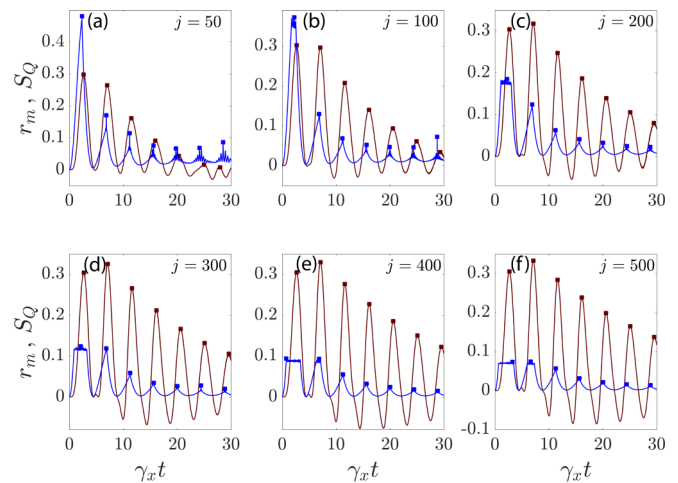 (a) j = 50
(b) j = 100
(c) j = 200
r_m , S_Q
0.4
0.3
0.2
0.1
0
0.3
0.2
0.1
0
0.3
0.2
0.1
0
0 10 20 30
0 10 20 30
0 10 20 30
(d) j = 300
(e) j = 400
(f) j = 500
r_m , S_Q
0.3
0.2
0.1
0
0.3
0.2
0.1
0
0.3
0.2
0.1
0
-0.1
0 10 20 30
0 10 20 30
0 10 20 30
γ_x t
γ_x t
γ_x t